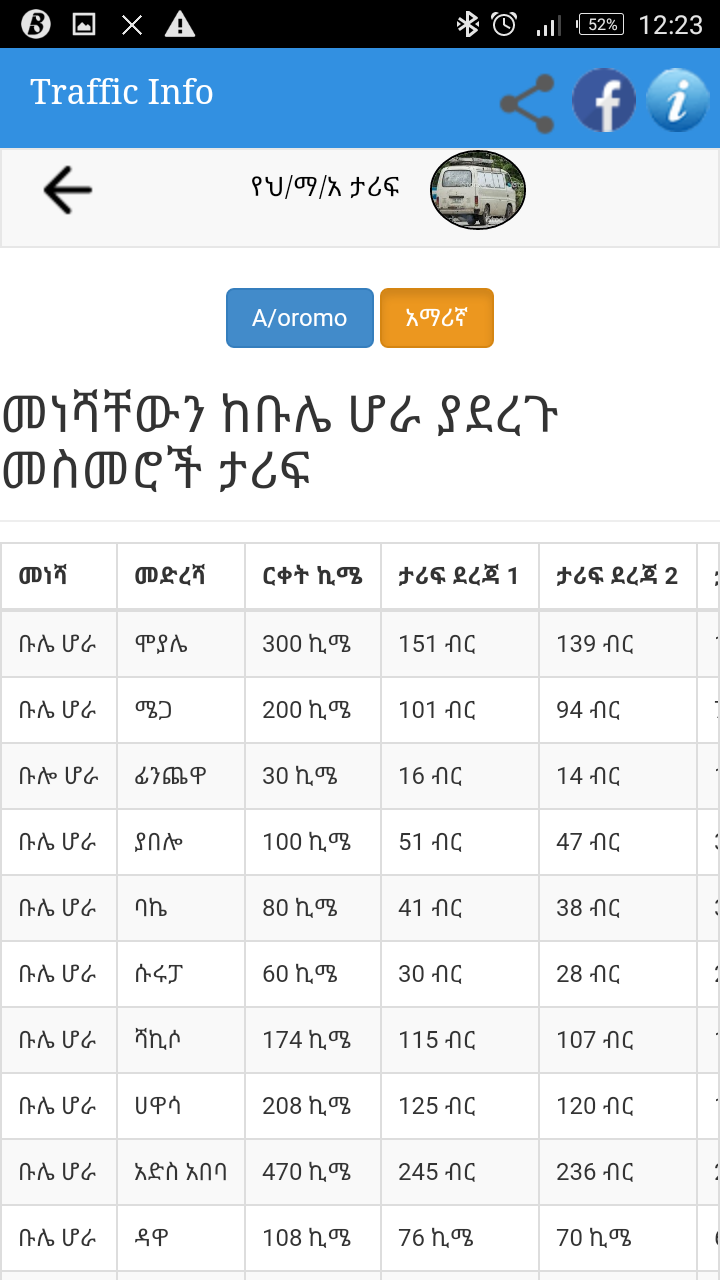 52% 12:23
Traffic Info
የህ/ማ/አ ታሪፍ
A/oromo አማሪኛ
መነሻቸውን ከቡሌ ሆራ ያደረጉ
መስመሮች ታሪፍ
መነሻ መድረሻ ርቀት ኪሜ ታሪፍ ደረጃ 1 ታሪፍ ደረጃ 2
ቡሌ ሆራ ሞያሌ 300 ኪሜ 151 ብር 139 ብር
ቡሌ ሆራ ሜጋ 200 ኪሜ 101 ብር 94 ብር
ቡሎ ሆራ ፊንጨዋ 30 ኪሜ 16 ብር 14 ብር
ቡሌ ሆራ ያበሎ 100 ኪሜ 51 ብር 47 ብር
ቡሌ ሆራ ባኬ 80 ኪሜ 41 ብር 38 ብር
ቡሌ ሆራ ሱሩፓ 60 ኪሜ 30 ብር 28 ብር
ቡሌ ሆራ ሻኪሶ 174 ኪሜ 115 ብር 107 ብር
ቡሌ ሆራ ሀዋሳ 208 ኪሜ 125 ብር 120 ብር
ቡሌ ሆራ አድስ አበባ 470 ኪሜ 245 ብር 236 ብር
ቡሌ ሆራ ዳዋ 108 ኪሜ 76 ኪሜ 70 ኪሜ